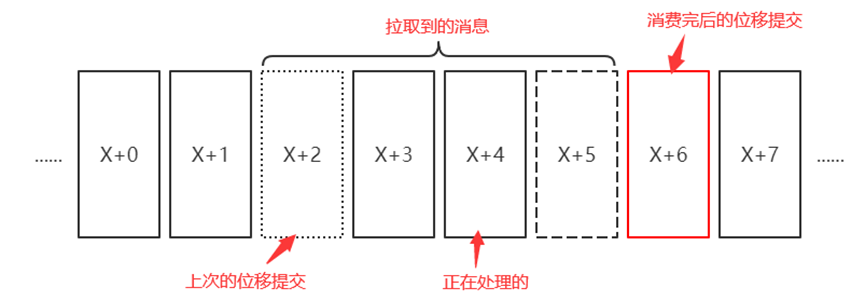 消费完后的位移提交
拉取到的消息
...... X+0 X+1 X+2 X+3 X+4 X+5 X+6 X+7 ......
上次的位移提交 正在处理的